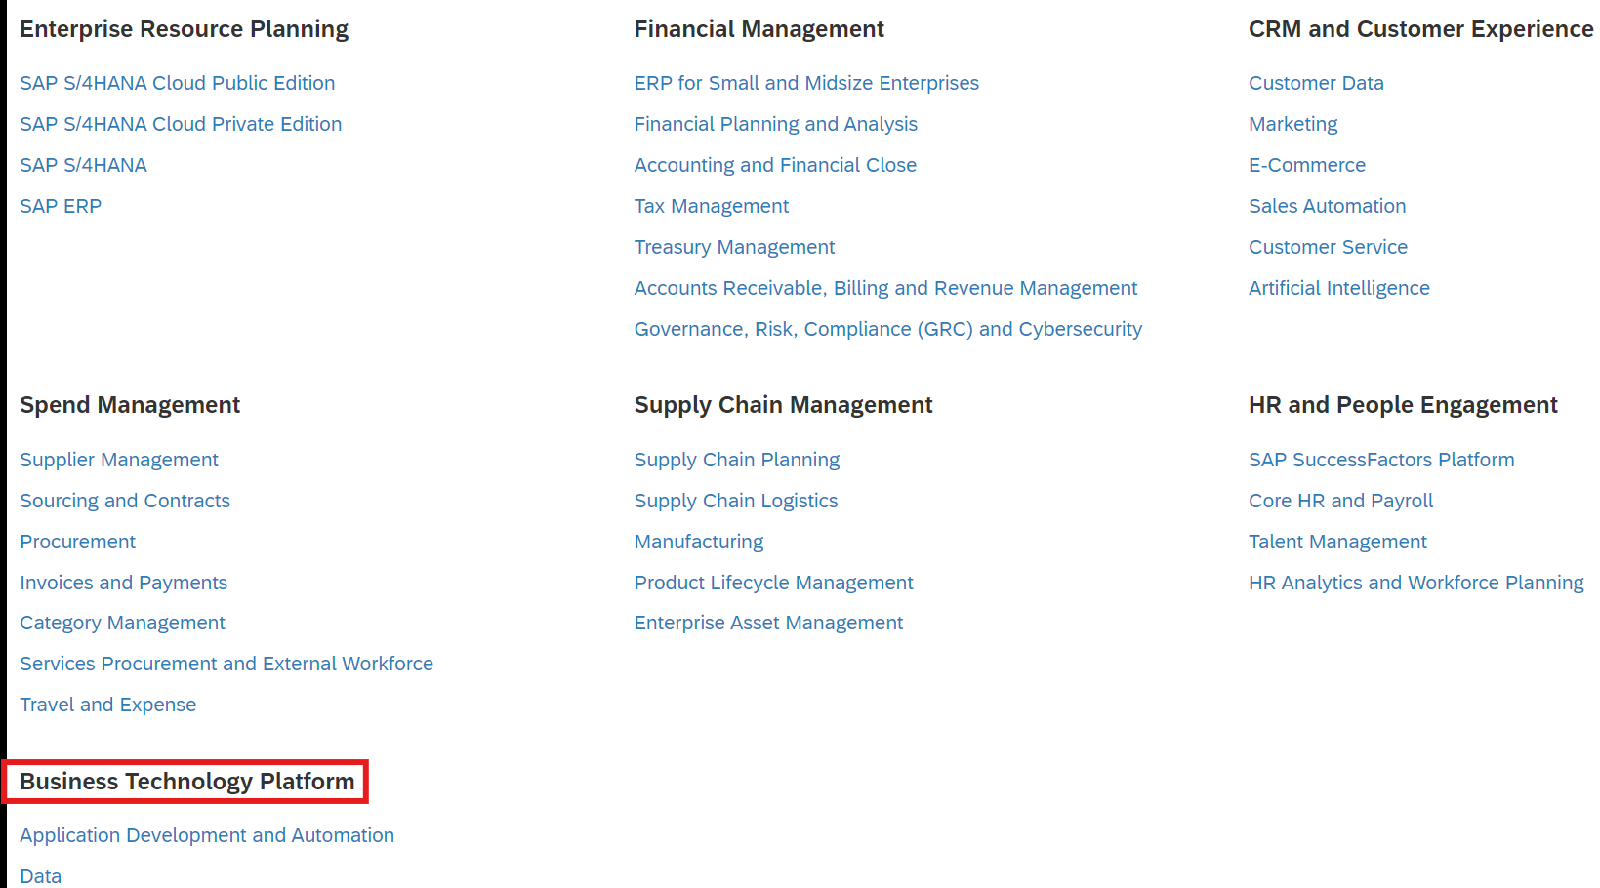 Enterprise Resource Planning
SAP S/4HANA Cloud Public Edition
SAP S/4HANA Cloud Private Edition
SAP S/4HANA
SAP ERP
Financial Management
ERP for Small and Midsize Enterprises
Financial Planning and Analysis
Accounting and Financial Close
Tax Management
Treasury Management
Accounts Receivable, Billing and Revenue Management
Governance, Risk, Compliance (GRC) and Cybersecurity
CRM and Customer Experience
Customer Data
Marketing
E-Commerce
Sales Automation
Customer Service
Artificial Intelligence
Spend Management
Supplier Management
Sourcing and Contracts
Procurement
Invoices and Payments
Category Management
Services Procurement and External Workforce
Travel and Expense
Supply Chain Management
Supply Chain Planning
Supply Chain Logistics
Manufacturing
Product Lifecycle Management
Enterprise Asset Management
HR and People Engagement
SAP SuccessFactors Platform
Core HR and Payroll
Talent Management
HR Analytics and Workforce Planning
Business Technology Platform
Application Development and Automation
Data